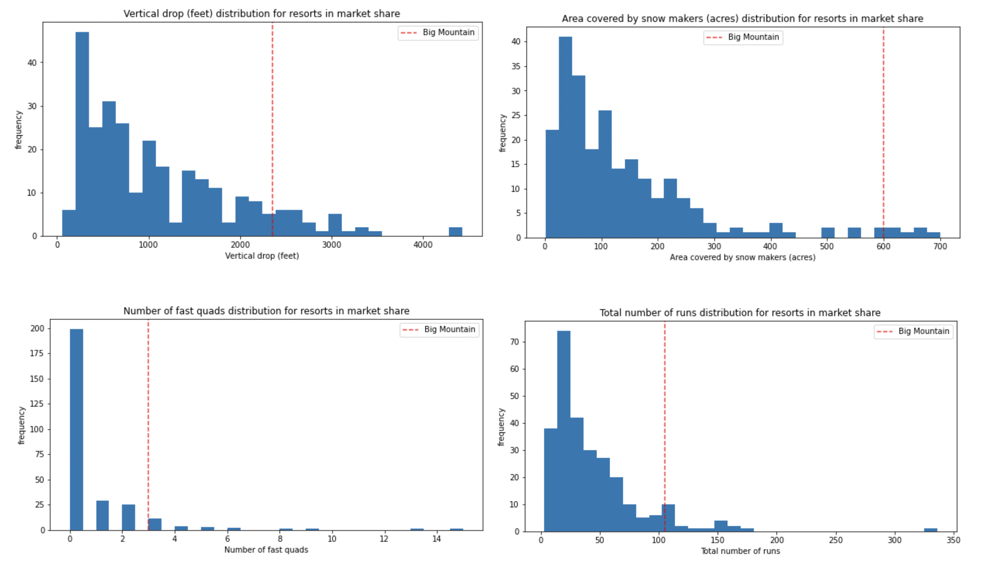 Vertical drop (feet) distribution for resorts in market share
Big Mountain
frequency
40
30
20
10
0
0 1000 2000 3000 4000
Vertical drop (feet)
Area covered by snow makers (acres) distribution for resorts in market share
Big Mountain
frequency
40
35
30
25
20
15
10
5
0
0 100 200 300 400 500 600 700
Area covered by snow makers (acres)
Number of fast quads distribution for resorts in market share
Big Mountain
frequency
200
175
150
125
100
75
50
25
0
0 2 4 6 8 10 12 14
Number of fast quads
Total number of runs distribution for resorts in market share
Big Mountain
frequency
70
60
50
40
30
20
10
0
0 50 100 150 200 250 300 350
Total number of runs